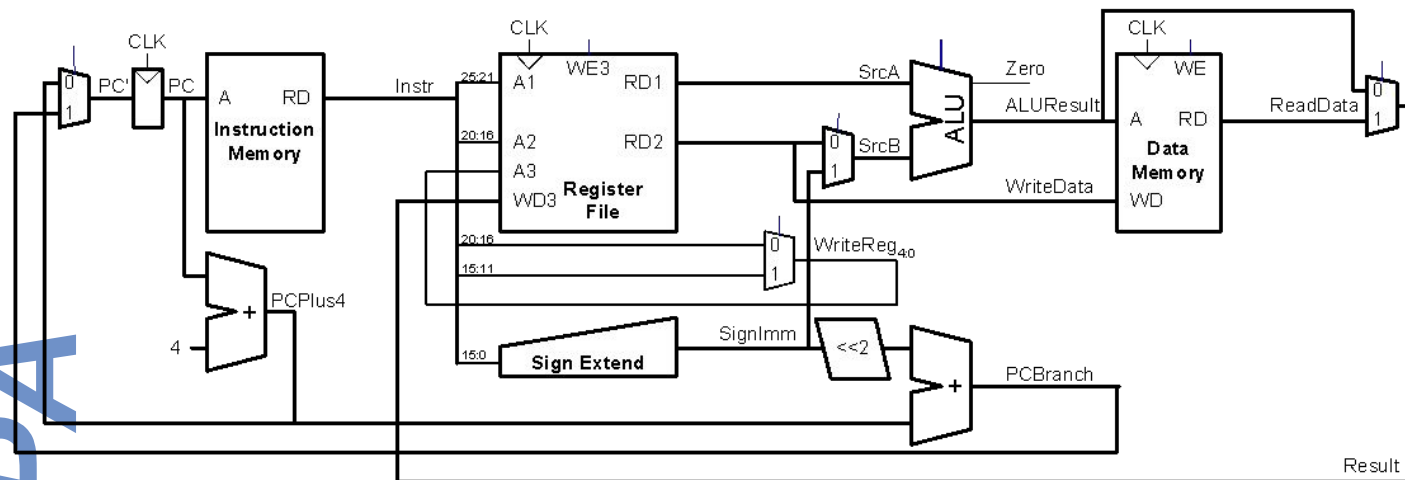 CLK
CLK
CLK
PC'
PC
A
RD
Instruction
Memory
Instr
25:21
20:16
A1
A2
A3
WD3
WE3
RD1
RD2
Register
File
20:16
15:11
15:0
Sign Extend
SignImm
0
1
0
1
SrcA
SrcB
0
1
WriteReg4:0
ALU
Zero
ALUResult
WriteData
WE
A
RD
Data
Memory
WD
ReadData
0
1
4
+
PCPlus4
<<2
+
PCBranch
Result
DA